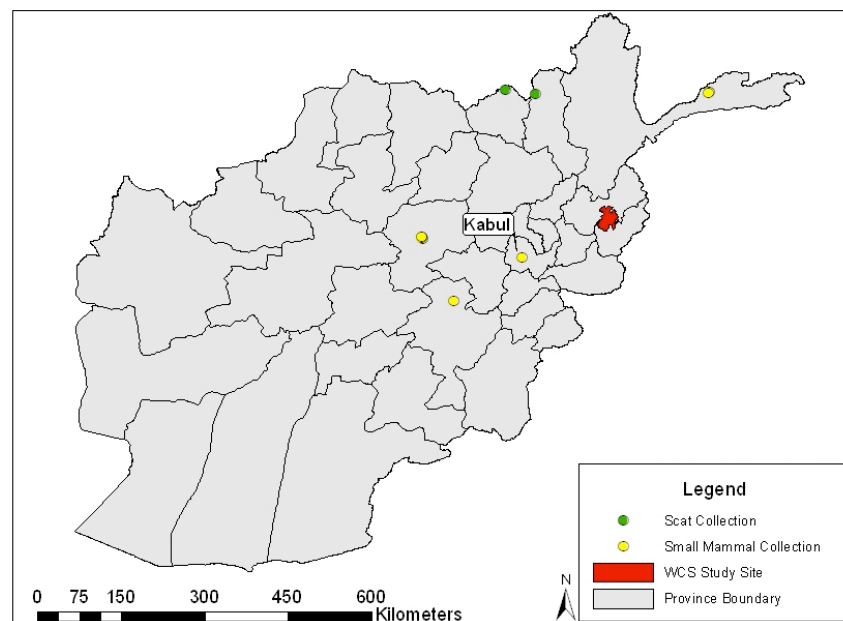 Kabul
Legend
Scat Collection
Small Mammal Collection
WCS Study Site
Province Boundary
N
0 75 150 300 450 600
Kilometers